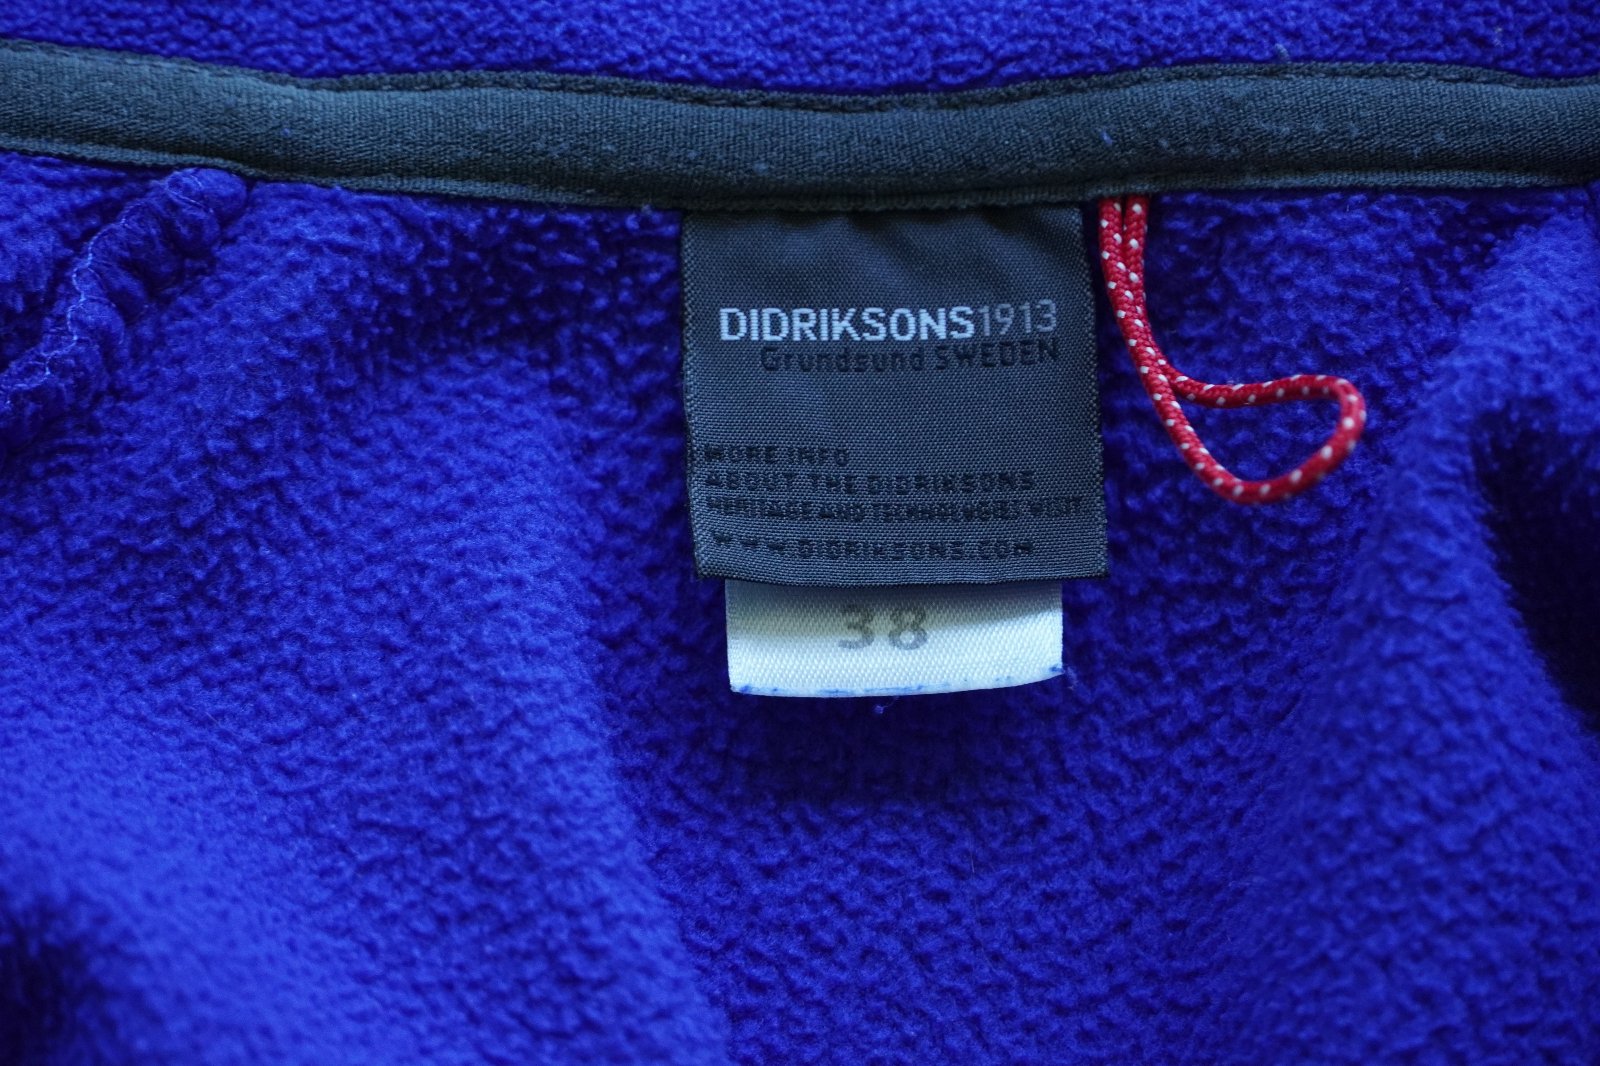 DIDRIKSONS1913
Grundsund SWEDEN
MORE INFO
ABOUT THE DIDRIKSONS
HERITAGE AND TECHNOLOGIES VISIT
WWW.DIDRIKSONS.COM
38